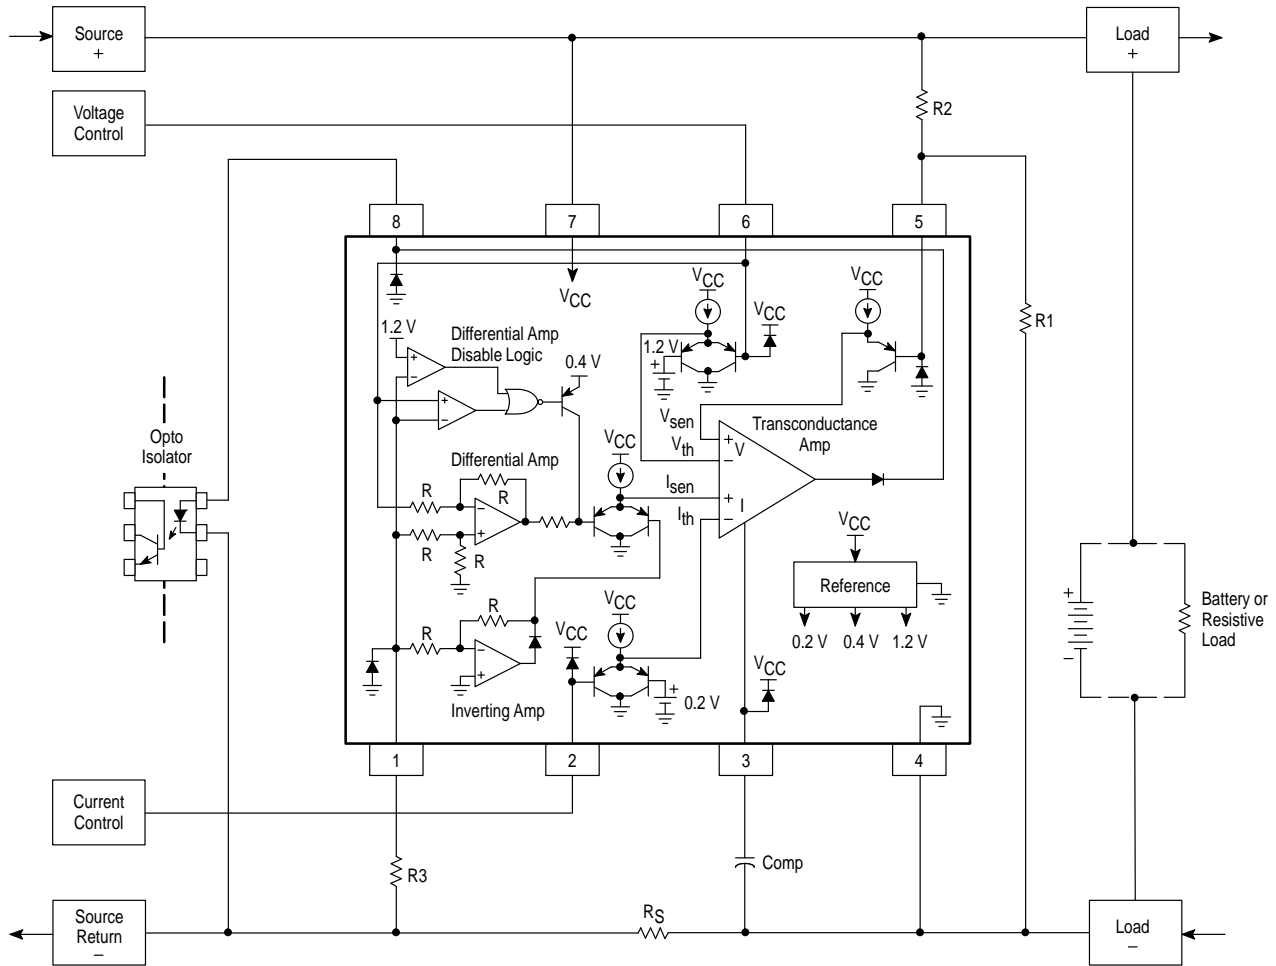 Source
+
Load
+
Voltage
Control
R2
8
7
6
5
VCC
VCC
VCC
VCC
R1
1.2 V
Differential Amp
Disable Logic
0.4 V
1.2 V
+
+
−
+
−
Vsen
Transconductance
Amp
Vth
+
V
−
Opto
Isolator
VCC
Differential Amp
Isen
R
R
−
+
Ith
+
I
−
R
R
VCC
Reference
0.2 V
0.4 V
1.2 V
+
−
Battery or
Resistive
Load
R
R
VCC
VCC
−
+
Inverting Amp
+
0.2 V
VCC
1
2
3
4
Current
Control
Comp
R3
Source
Return
−
RS
Load
−